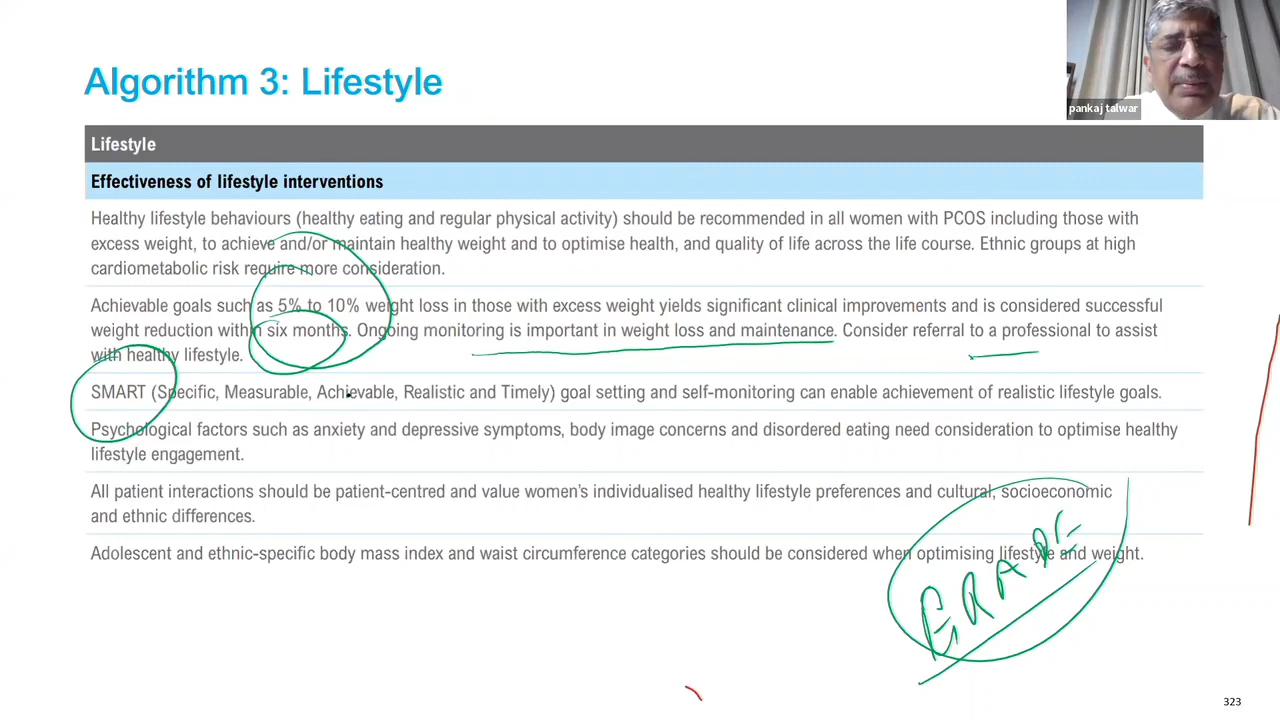 pankaj talwar
Algorithm 3: Lifestyle
Lifestyle
Effectiveness of lifestyle interventions
Healthy lifestyle behaviours (healthy eating and regular physical activity) should be recommended in all women with PCOS including those with
excess weight, to achieve and/or maintain healthy weight and to optimise health, and quality of life across the life course. Ethnic groups at high
cardiometabolic risk require more consideration.
Achievable goals such as 5% to 10% weight loss in those with excess weight yields significant clinical improvements and is considered successful
weight reduction within six months. Ongoing monitoring is important in weight loss and maintenance. Consider referral to a professional to assist
with healthy lifestyle.
SMART (Specific, Measurable, Achievable, Realistic and Timely) goal setting and self-monitoring can enable achievement of realistic lifestyle goals.
Psychological factors such as anxiety and depressive symptoms, body image concerns and disordered eating need consideration to optimise healthy
lifestyle engagement.
All patient interactions should be patient-centred and value women's individualised healthy lifestyle preferences and cultural, socioeconomic
and ethnic differences.
Adolescent and ethnic-specific body mass index and waist circumference categories should be considered when optimising lifestyle and weight.
GRADE
323